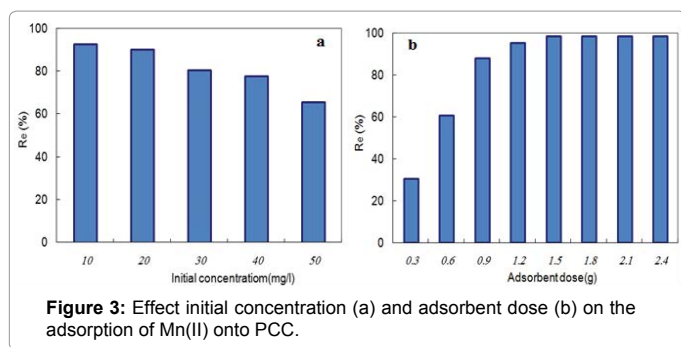 100
80
60
40
20
0
Re (%)
a
10 20 30 40 50
Initial concentratiom(mg/l)
100
80
60
40
20
0
Re (%)
b
0.3 0.6 0.9 1.2 1.5 1.8 2.1 2.4
Adsorbent dose(g)
Figure 3: Effect initial concentration (a) and adsorbent dose (b) on the
adsorption of Mn(II) onto PCC.